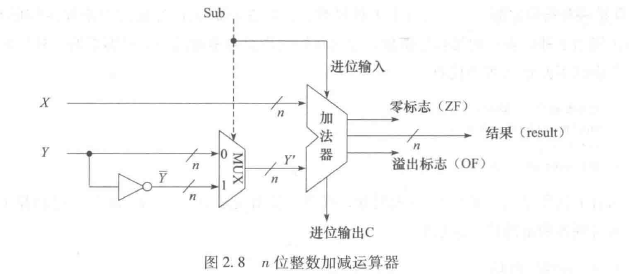 Sub
进位输入
X
n
加法器
零标志（ZF）
n
结果（result）
溢出标志（OF）
Y
n
0
MUX
Y'
n
Y̅
n
1
进位输出C
图 2.8 n 位整数加减运算器